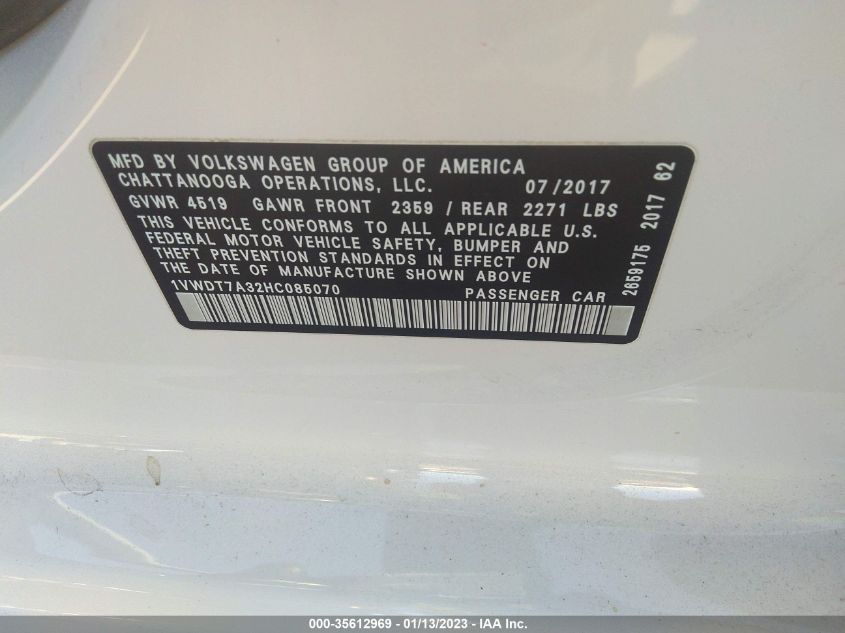 MFD BY VOLKSWAGEN GROUP OF AMERICA
CHATTANOOGA OPERATIONS, LLC. 07/2017
GVWR 4519 GAWR FRONT 2359 / REAR 2271 LBS
THIS VEHICLE CONFORMS TO ALL APPLICABLE U.S.
FEDERAL MOTOR VEHICLE SAFETY, BUMPER AND
THEFT PREVENTION STANDARDS IN EFFECT ON
THE DATE OF MANUFACTURE SHOWN ABOVE
1VWDT7A32HC085070 PASSENGER CAR
2659175 2017 62
000-35612969 - 01/13/2023 - IAA Inc.